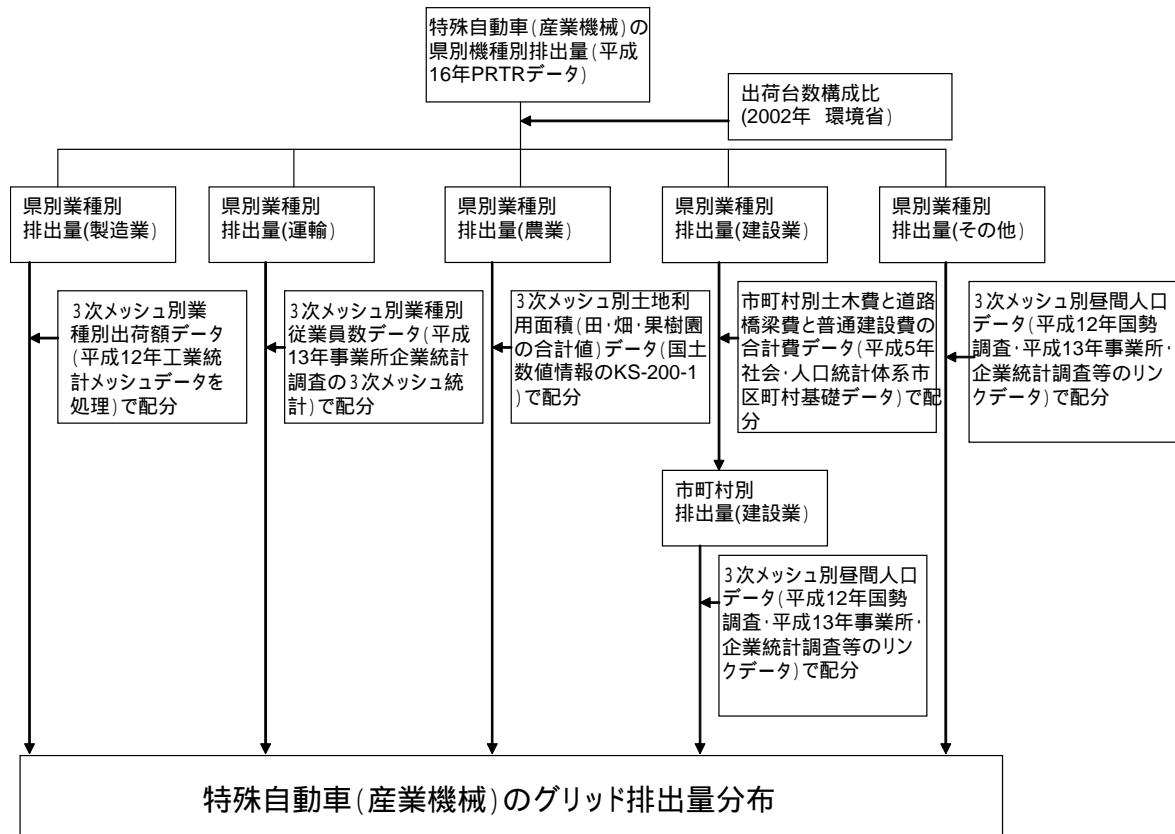 特殊自動車(産業機械)の
県別機種別排出量(平成
16年PRTRデータ)
出荷台数構成比
(2002年 環境省)
県別業種別
排出量(製造業)
県別業種別
排出量(運輸)
県別業種別
排出量(農業)
県別業種別
排出量(建設業)
県別業種別
排出量(その他)
3次メッシュ別業
種別出荷額データ
(平成12年工業統
計メッシュデータを
処理)で配分
3次メッシュ別業種別
従業員数データ(平成
13年事業所企業統計
調査の3次メッシュ統
計)で配分
3次メッシュ別土地利
用面積(田・畑・果樹園
の合計値)データ(国土
数値情報のKS-200-1
)で配分
市町村別土木費と道路
橋梁費と普通建設費の
合計費データ(平成5年
社会・人口統計体系市
区町村基礎データ)で配
分
3次メッシュ別昼間人口
データ(平成12年国勢
調査・平成13年事業所・
企業統計調査等のリン
クデータ)で配分
市町村別
排出量(建設業)
3次メッシュ別昼間人口
データ(平成12年国勢
調査・平成13年事業所・
企業統計調査等のリン
クデータ)で配分
特殊自動車(産業機械)のグリッド排出量分布